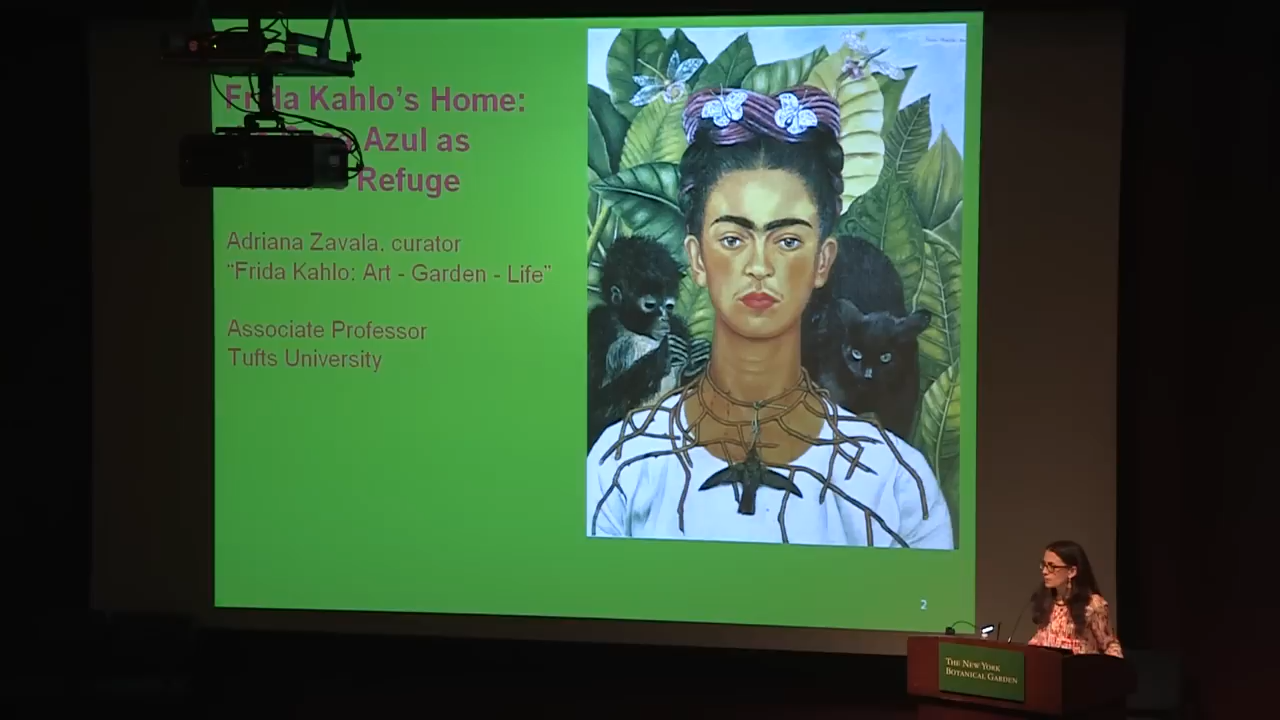 Frida Kahlo's Home:
Azul as
Refuge
Adriana Zavala. curator
“Frida Kahlo: Art - Garden - Life”
Associate Professor
Tufts University
2
THE NEW YORK
BOTANICAL GARDEN